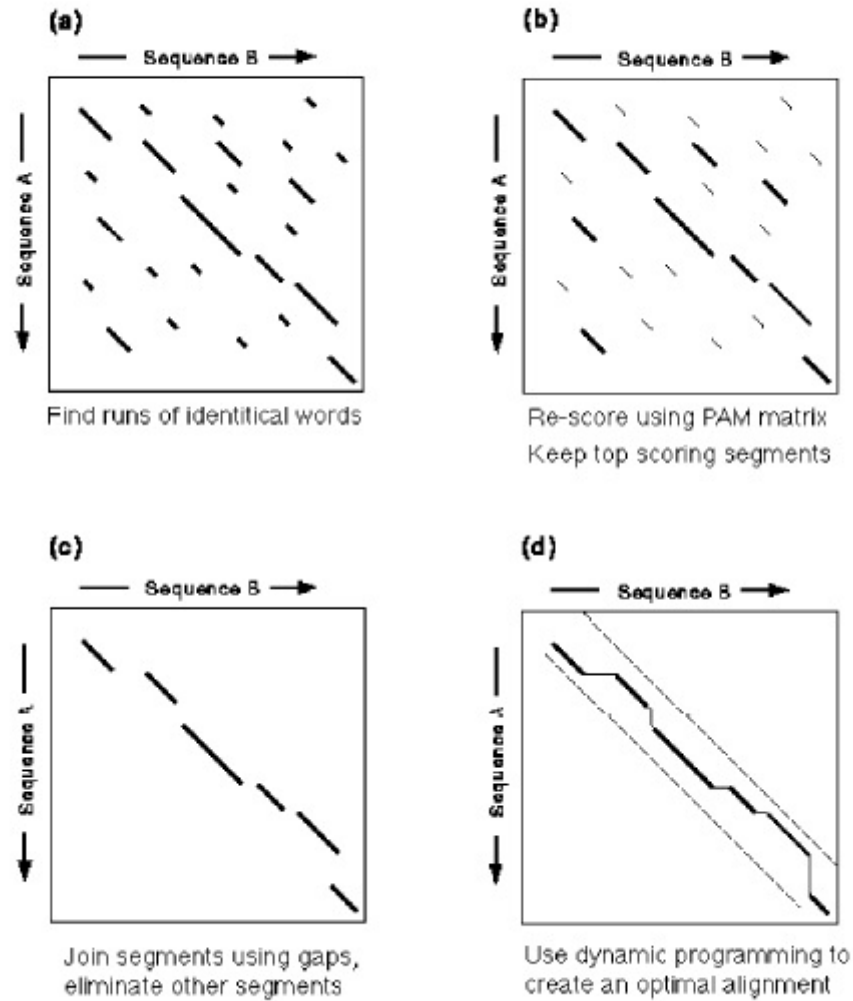 (a)
Sequence B
Sequence A
Find runs of identitical words
(b)
Sequence B
Sequence A
Re-score using PAM matrix
Keep top scoring segments
(c)
Sequence B
Sequence A
Join segments using gaps,
eliminate other segments
(d)
Sequence B
Sequence A
Use dynamic programming to
create an optimal alignment